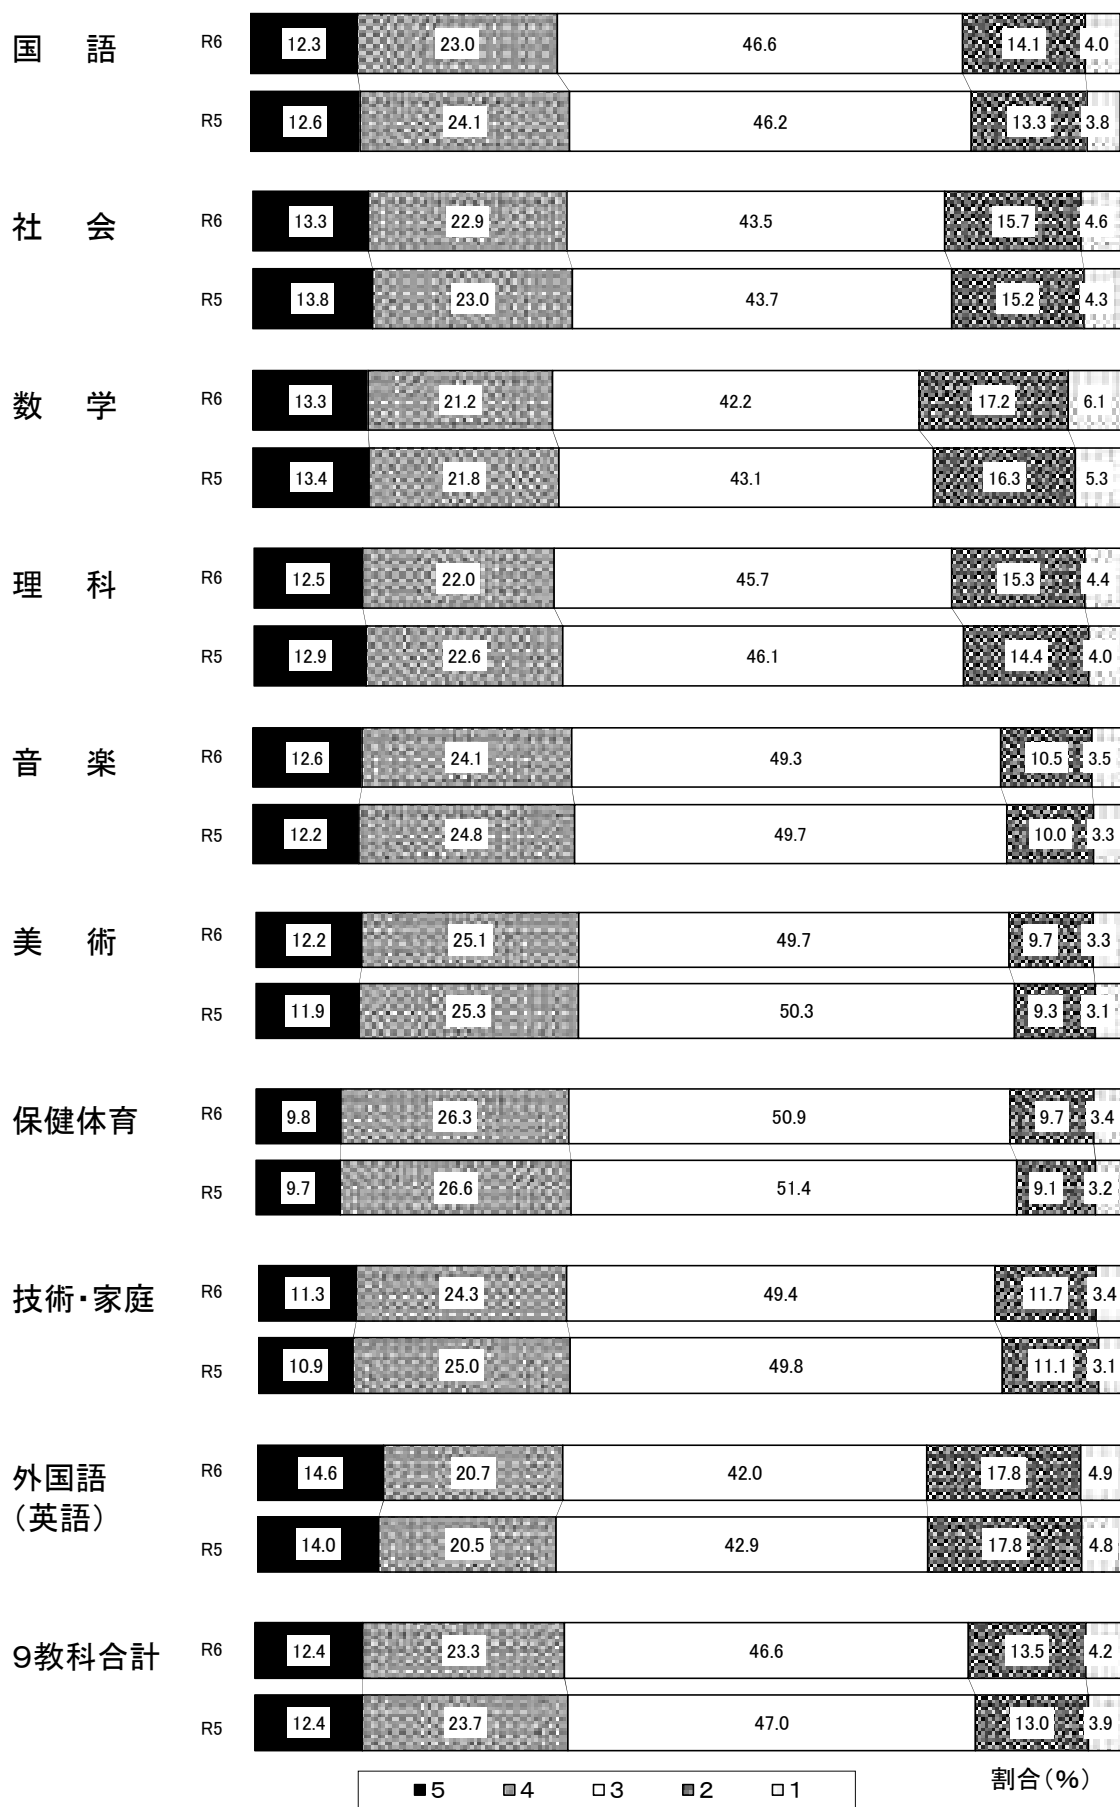 国 語 R6 12.3 23.0 46.6 14.1 4.0
R5 12.6 24.1 46.2 13.3 3.8
社 会 R6 13.3 22.9 43.5 15.7 4.6
R5 13.8 23.0 43.7 15.2 4.3
数 学 R6 13.3 21.2 42.2 17.2 6.1
R5 13.4 21.8 43.1 16.3 5.3
理 科 R6 12.5 22.0 45.7 15.3 4.4
R5 12.9 22.6 46.1 14.4 4.0
音 楽 R6 12.6 24.1 49.3 10.5 3.5
R5 12.2 24.8 49.7 10.0 3.3
美 術 R6 12.2 25.1 49.7 9.7 3.3
R5 11.9 25.3 50.3 9.3 3.1
保健体育 R6 9.8 26.3 50.9 9.7 3.4
R5 9.7 26.6 51.4 9.1 3.2
技術・家庭 R6 11.3 24.3 49.4 11.7 3.4
R5 10.9 25.0 49.8 11.1 3.1
外国語 R6 14.6 20.7 42.0 17.8 4.9
（英語）
R5 14.0 20.5 42.9 17.8 4.8
9教科合計 R6 12.4 23.3 46.6 13.5 4.2
R5 12.4 23.7 47.0 13.0 3.9
割合（%）
5 4 3 2 1